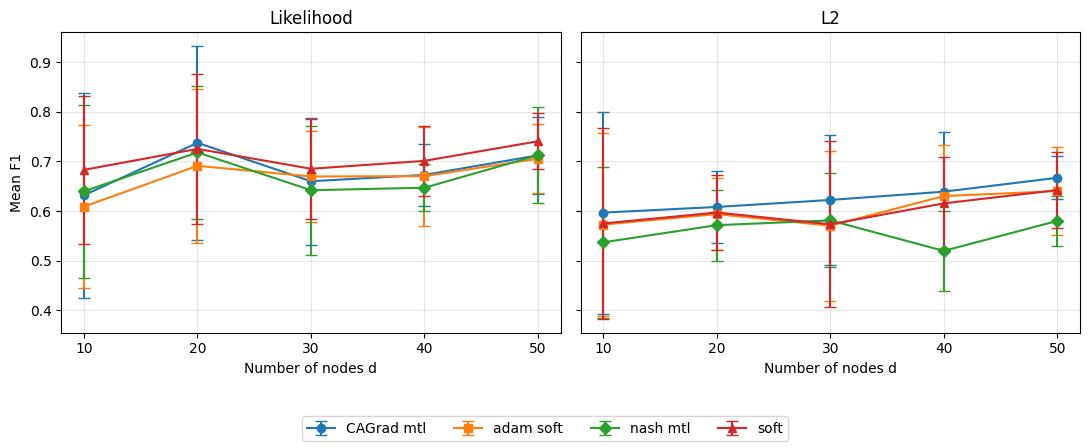 Likelihood
L2
Mean F1
0.9
0.8
0.7
0.6
0.5
0.4
10 20 30 40 50
10 20 30 40 50
Number of nodes d
Number of nodes d
CAGrad mtl adam soft nash mtl soft